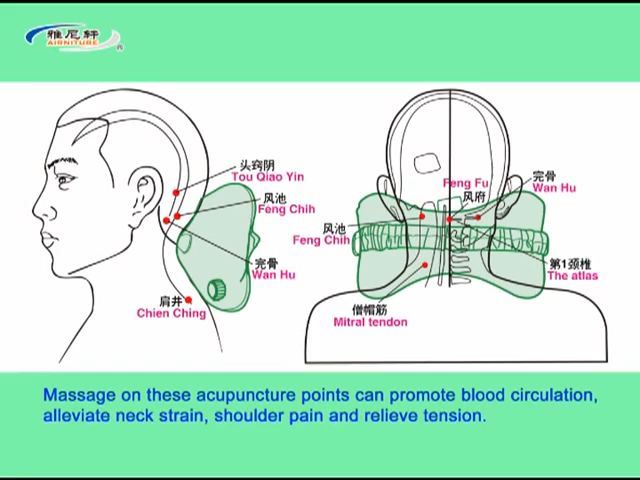 雅尼轩
AIRNITURE
®
头窍阴
Tou Qiao Yin
风池
Feng Chih
完骨
Wan Hu
肩井
Chien Ching
Feng Fu
风府
完骨
Wan Hu
风池
Feng Chih
第1颈椎
The atlas
僧帽筋
Mitral tendon
Massage on these acupuncture points can promote blood circulation,
alleviate neck strain, shoulder pain and relieve tension.